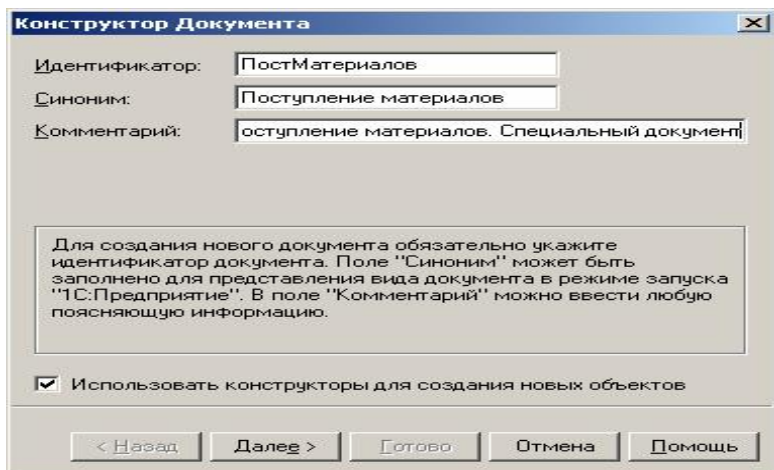 Конструктор Документа
Идентификатор: ПостМатериалов
Синоним: Поступление материалов
Комментарий: оступление материалов. Специальный документ
Для создания нового документа обязательно укажите
идентификатор документа. Поле "Синоним" может быть
заполнено для представления вида документа в режиме запуска
"1С:Предприятие". В поле "Комментарий" можно ввести любую
поясняющую информацию.
Использовать конструкторы для создания новых объектов
< Назад Далее > Готово Отмена Помощь